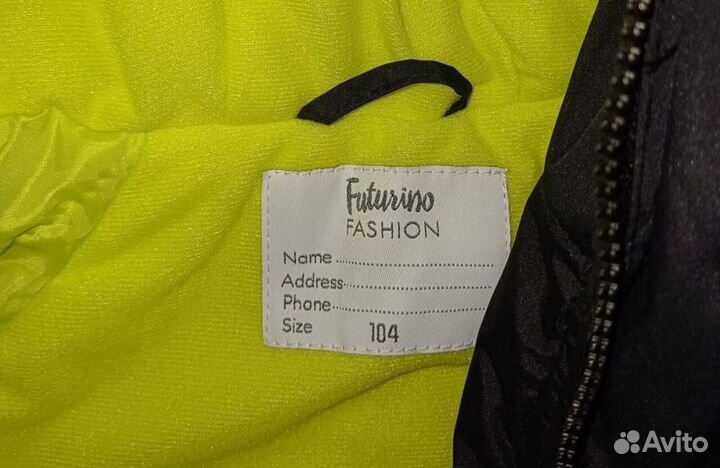 Futurino
FASHION
Name
Address
Phone
Size 104
Avito